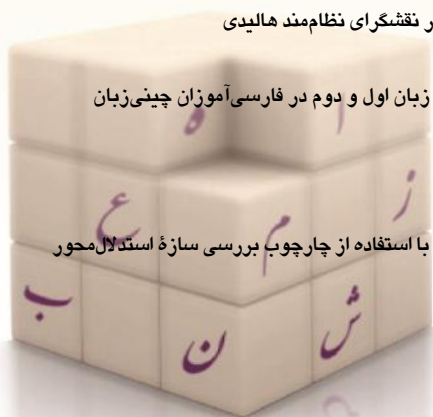 ر نقشگرای نظام‌مند هالیدی
زبان اول و دوم در فارسی‌آموزان چینی‌زبان
ه ا
ع م ز
با استفاده از چارچوب بررسی سازهٔ استدلال‌محور
ب ن ش